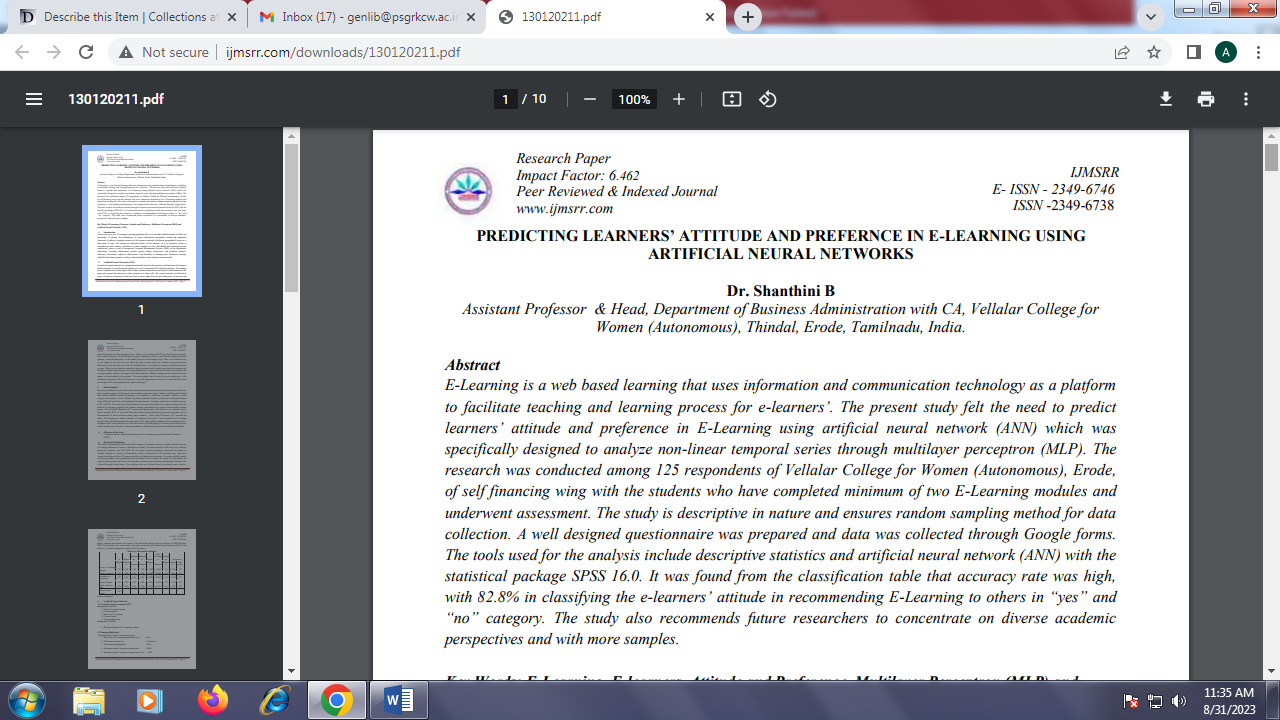 Describe this Item | Collections at
Inbox (17) - genlib@psgrkcw.ac.i
130120211.pdf
Not secure
ijmsrr.com/downloads/130120211.pdf
A
130120211.pdf
1 / 10
100%
Research Paper
Impact Factor: 6.462
Peer Reviewed & Indexed Journal
www.ijmsrr.com
IJMSRR
E- ISSN - 2349-6746
ISSN -2349-6738
PREDICTING LEARNERS’ ATTITUDE AND PREFERNCE IN E-LEARNING USING
ARTIFICIAL NEURAL NETWORKS
Dr. Shanthini B
Assistant Professor & Head, Department of Business Administration with CA, Vellalar College for
Women (Autonomous), Thindal, Erode, Tamilnadu, India.
Abstract
E-Learning is a web based learning that uses information and communication technology as a platform
to facilitate teaching and learning process for e-learners’. The present study felt the need to predict
learners’ attitude and preference in E-Learning using artificial neural network (ANN) which was
specifically designed to analyze non-linear temporal series through multilayer perceptron (MLP). The
research was conducted among 125 respondents of Vellalar College for Women (Autonomous), Erode,
of self financing wing with the students who have completed minimum of two E-Learning modules and
underwent assessment. The study is descriptive in nature and ensures random sampling method for data
collection. A well designed questionnaire was prepared and data was collected through Google forms.
The tools used for the analysis include descriptive statistics and artificial neural network (ANN) with the
statistical package SPSS 16.0. It was found from the classification table that accuracy rate was high,
with 82.8% in classifying the e-learners’ attitude in recommending E-Learning to others in “yes” and
“no” category. The study also recommends future researchers to concentrate on diverse academic
perspectives and with more samples.
Key Words: E-Learning, E-Learners, Attitude and Preference, Multilayer Perceptron (MLP) and
1
2
11:35 AM
8/31/2023